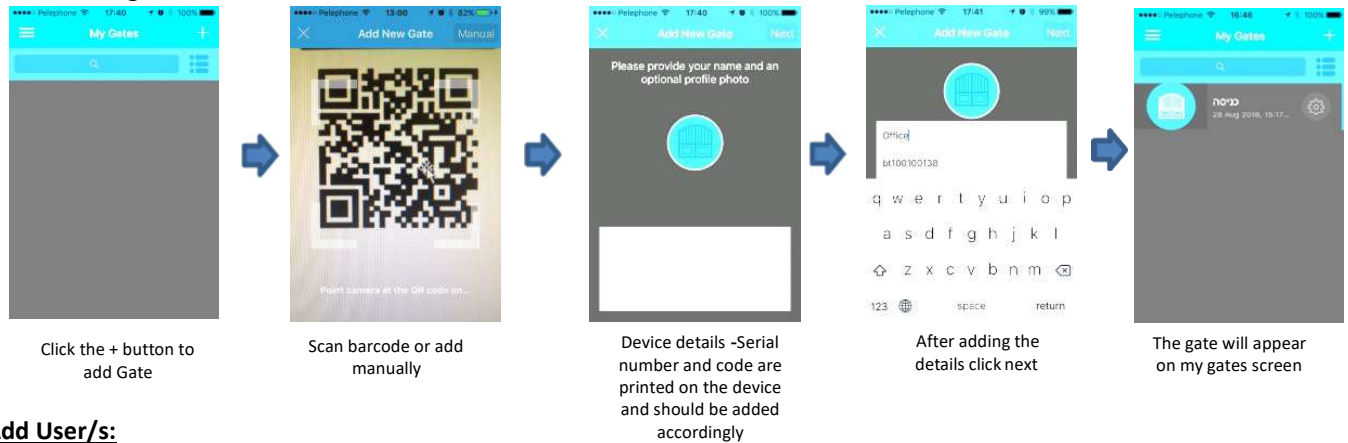 Pelephone 17:40 100%
My Gates +
Pelephone 13:00 82%
Add New Gate Manual
Point camera at the QR code on...
Pelephone 17:40 100%
Add New Gate Next
Please provide your name and an
optional profile photo
Pelephone 17:41 99%
Add New Gate Next
Office
bt100100138
q w e r t y u i o p
a s d f g h j k l
z x c v b n m
123 space return
Pelephone 16:46 100%
My Gates +
כניסה
28 Aug 2016, 15:17...
Click the + button to
add Gate
Scan barcode or add
manually
Device details -Serial
number and code are
printed on the device
and should be added
accordingly
After adding the
details click next
The gate will appear
on my gates screen
dd User/s: